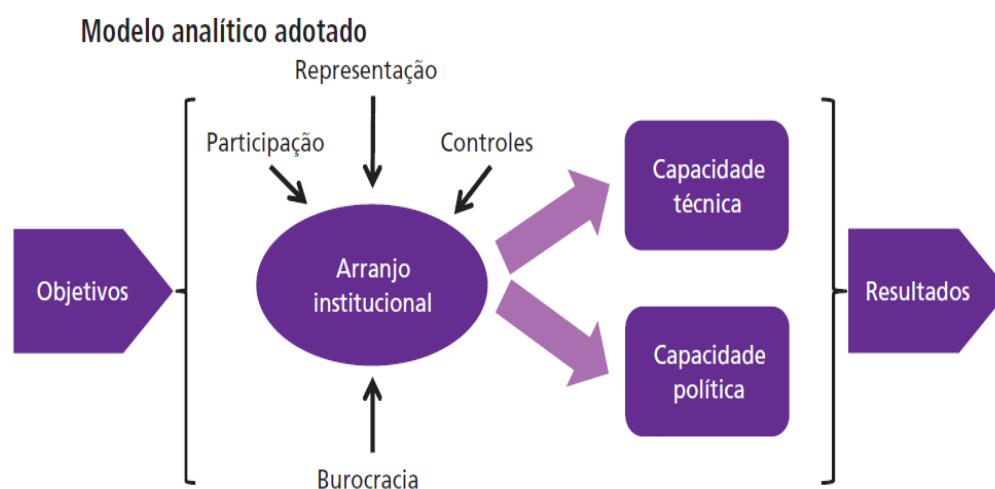 Modelo analítico adotado
Representação
Participação
Controles
Capacidade
técnica
Objetivos
Arranjo
institucional
Resultados
Capacidade
política
Burocracia